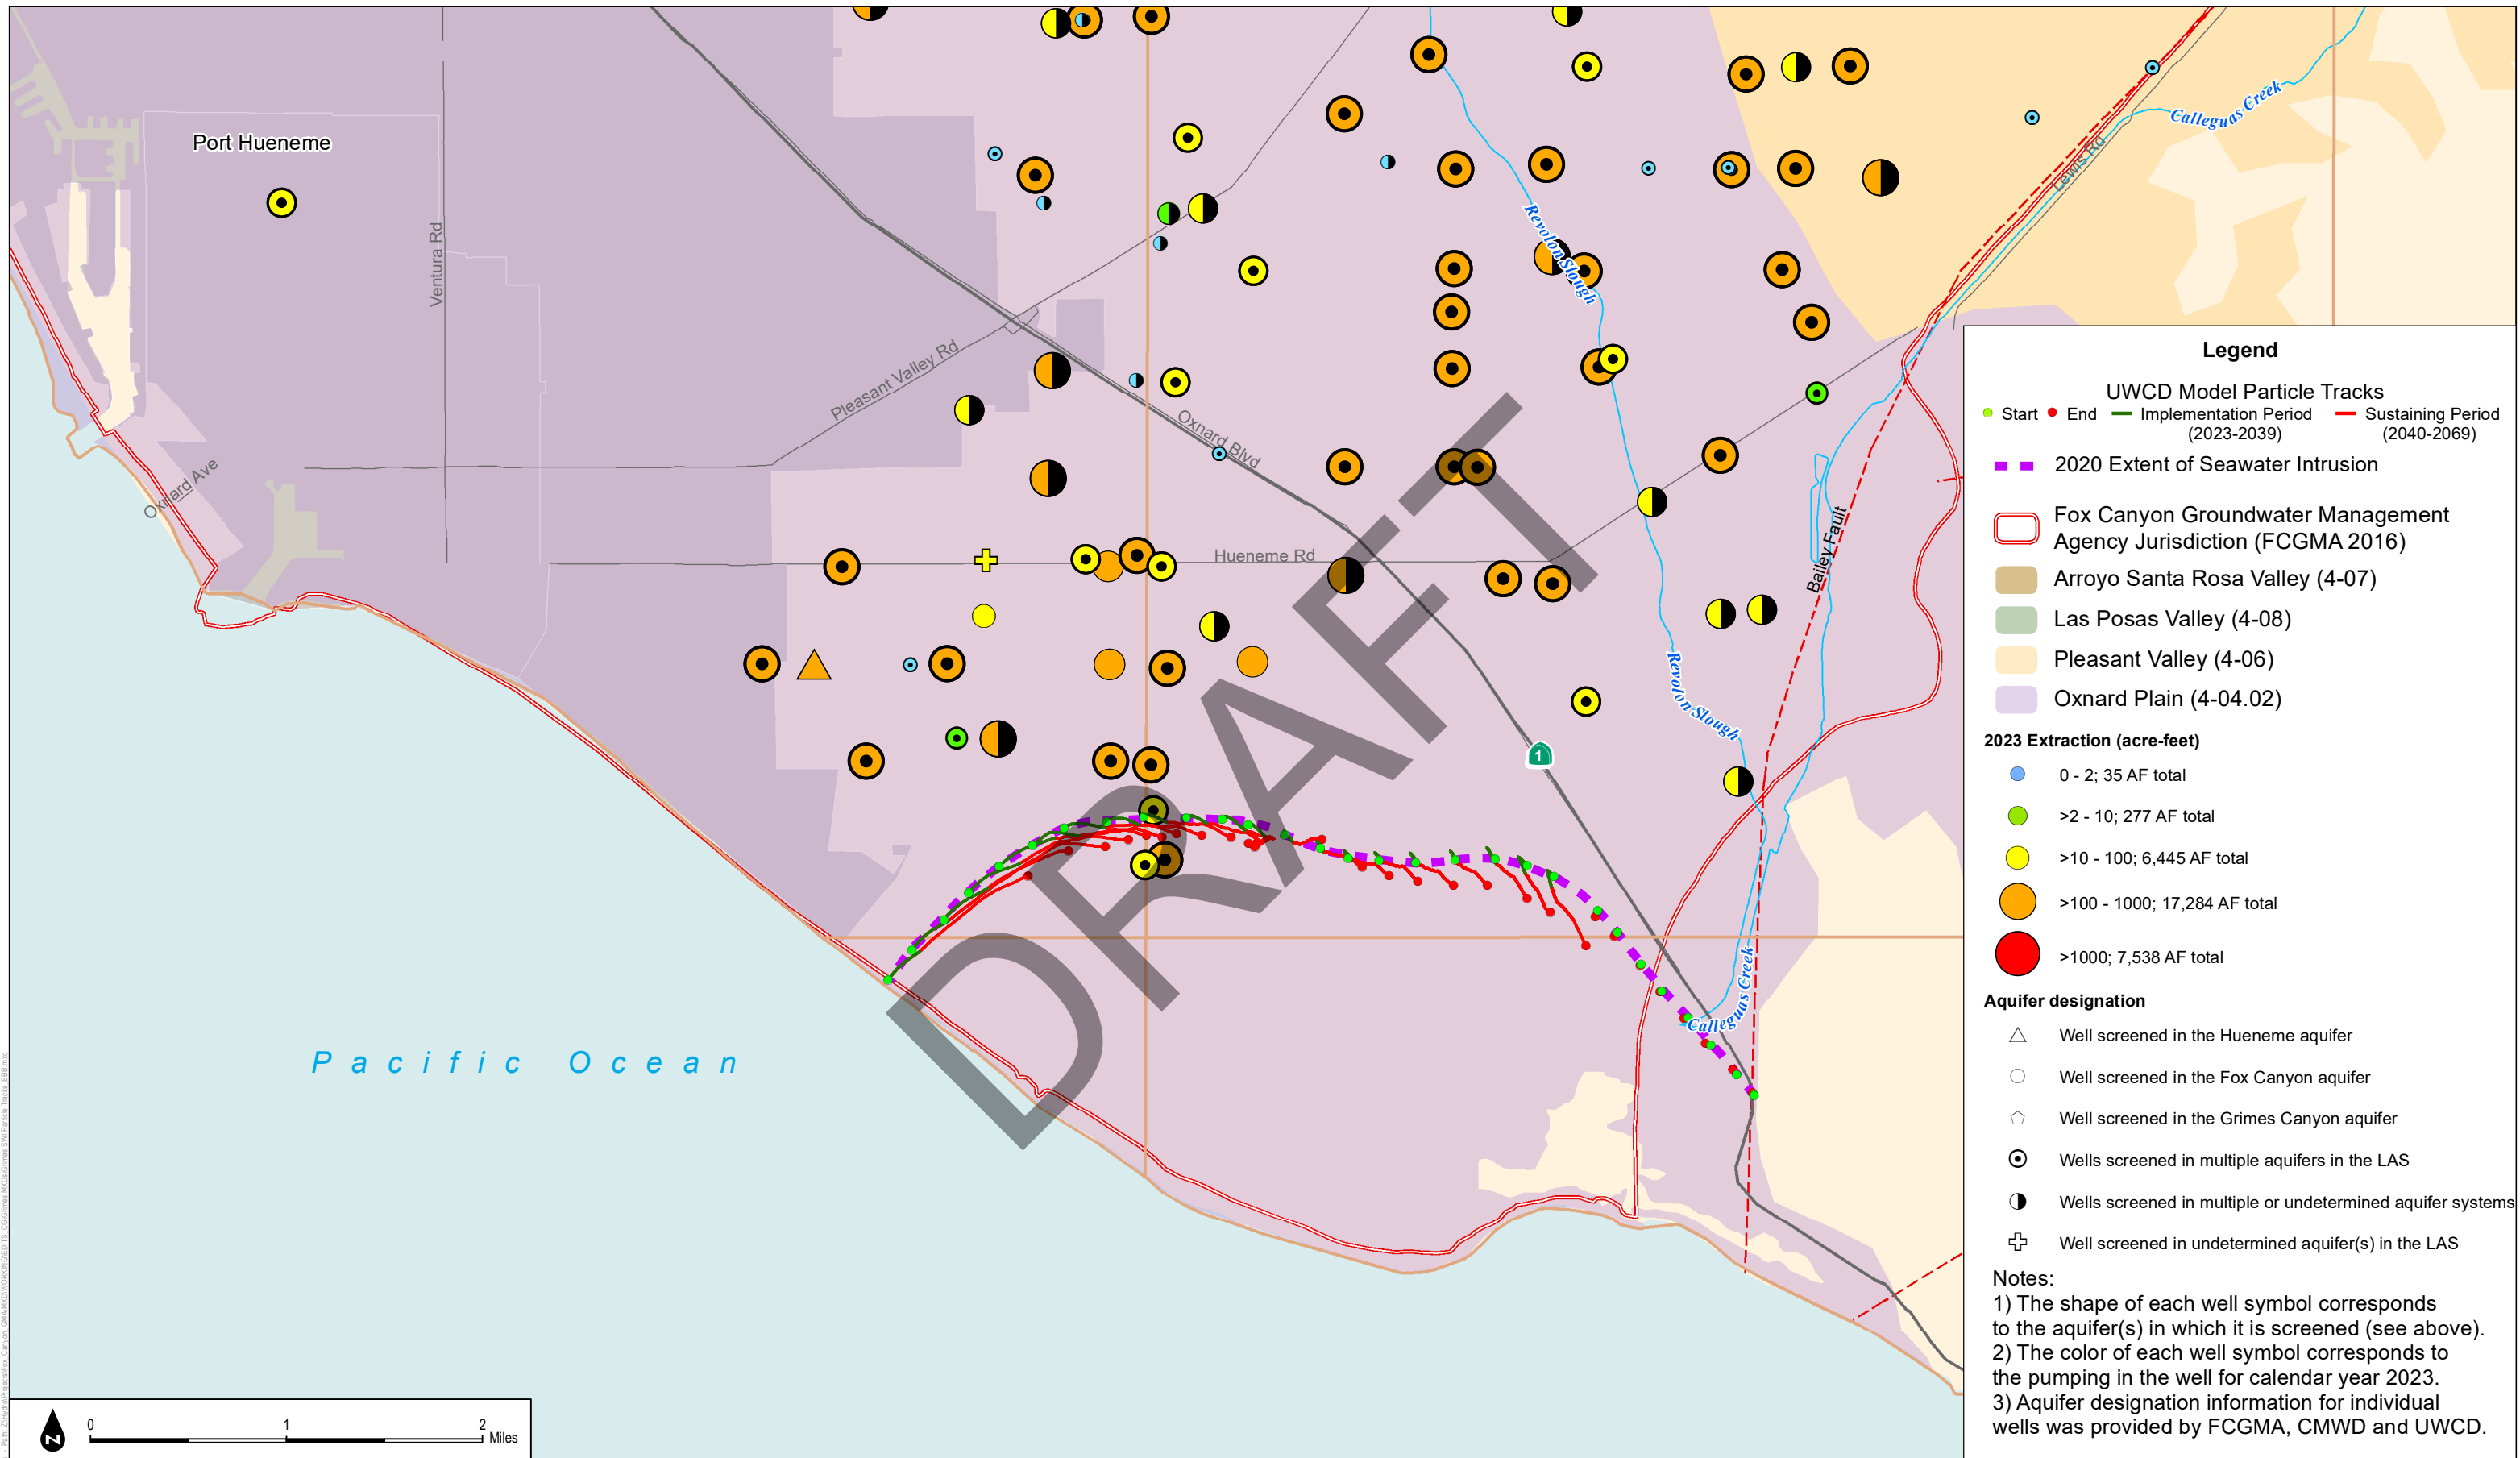 Port Hueneme
Ventura Rd
Oxnard Ave
Pleasant Valley Rd
Oxnard Blvd
Hueneme Rd
Revolon Slough
Revolon Slough
Calleguas Creek
Lewis Rd
Bailey Fault
1
Calleguas Creek
Pacific Ocean
DRAFT
Legend
UWCD Model Particle Tracks
Start End Implementation Period (2023-2039) Sustaining Period (2040-2069)
2020 Extent of Seawater Intrusion
Fox Canyon Groundwater Management
Agency Jurisdiction (FCGMA 2016)
Arroyo Santa Rosa Valley (4-07)
Las Posas Valley (4-08)
Pleasant Valley (4-06)
Oxnard Plain (4-04.02)
2023 Extraction (acre-feet)
0 - 2; 35 AF total
>2 - 10; 277 AF total
>10 - 100; 6,445 AF total
>100 - 1000; 17,284 AF total
>1000; 7,538 AF total
Aquifer designation
Well screened in the Hueneme aquifer
Well screened in the Fox Canyon aquifer
Well screened in the Grimes Canyon aquifer
Wells screened in multiple aquifers in the LAS
Wells screened in multiple or undetermined aquifer systems
Well screened in undetermined aquifer(s) in the LAS
Notes:
1) The shape of each well symbol corresponds
to the aquifer(s) in which it is screened (see above).
2) The color of each well symbol corresponds to
the pumping in the well for calendar year 2023.
3) Aquifer designation information for individual
wells was provided by FCGMA, CMWD and UWCD.
N
0 1 2
Miles